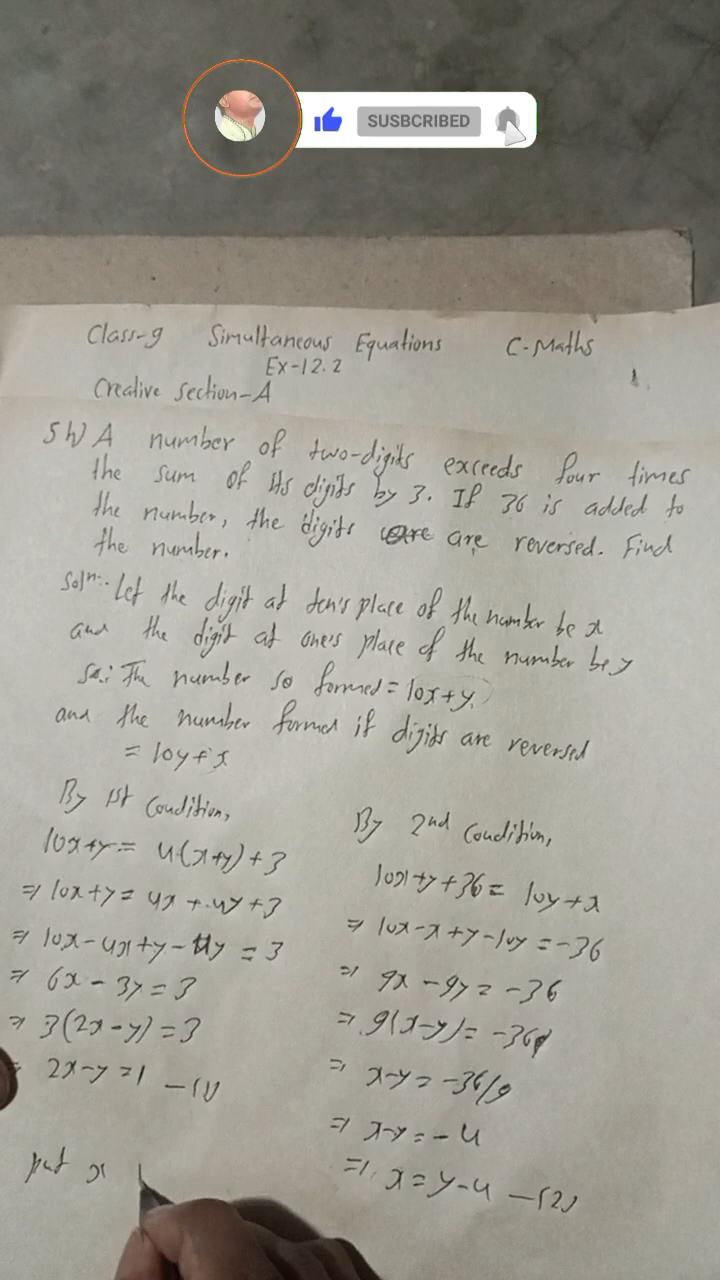 SUSBCRIBED
Class-9 Simultaneous Equations C-Maths
Ex-12.2
Creative Section-A
5 h) A number of two-digits exceeds four times
the sum of its digits by 3. If 36 is added to
the number, the digits are are reversed. Find
the number.
Soln:- Let the digit at ten's place of the number be x
and the digit at one's place of the number be y
So: The number so formed = 10x+y.
and the number formed if digits are reversed
= 10y+x
By 1st Condition,
10x+y = 4(x+y)+3
⇒ 10x+y = 4x + 4y+3
⇒ 10x-4x+y-4y = 3
⇒ 6x - 3y = 3
⇒ 3(2x-y) = 3
2x-y = 1 - (1)
put x
By 2nd Condition,
10x+y+36 = 10y+x
⇒ 10x-x+y-10y = -36
⇒ 9x - 9y = -36
⇒ 9(x-y) = -36
⇒ x-y = -36/9
⇒ x-y = -4
⇒ x = y-4 - (2)